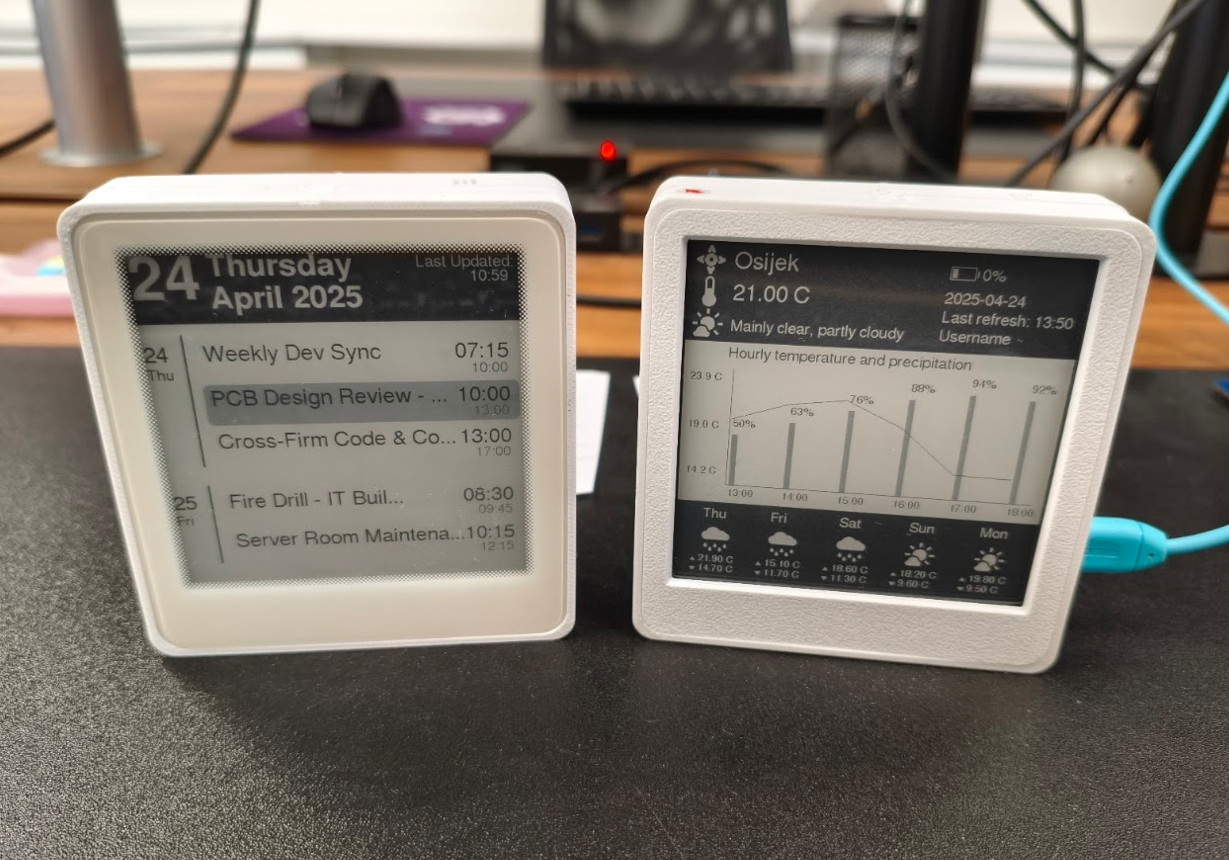 24
Thursday
April 2025
Last Updated:
10:59
24
Thu
Weekly Dev Sync
07:15
10:00
PCB Design Review - ...
10:00
13:00
Cross-Firm Code & Co...
13:00
17:00
25
Fri
Fire Drill - IT Buil...
08:30
09:45
Server Room Maintena...
10:15
12:15
Osijek
21.00 C
Mainly clear, partly cloudy
0%
2025-04-24
Last refresh: 13:50
Username
Hourly temperature and precipitation
23.9 C
19.0 C
14.2 C
50%
63%
76%
88%
94%
92%
13:00
14:00
15:00
16:00
17:00
18:00
Thu
21.90 C
14.70 C
Fri
15.10 C
11.70 C
Sat
18.60 C
11.30 C
Sun
18.20 C
9.60 C
Mon
19.80 C
9.50 C